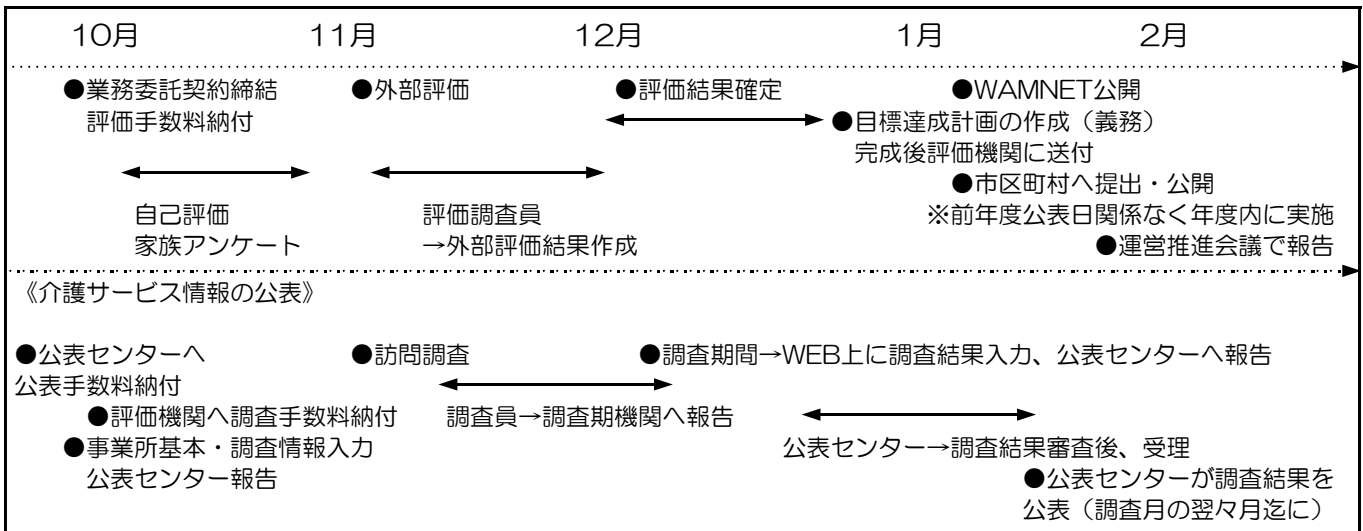 10月 11月 12月 1月 2月
●業務委託契約締結 ●外部評価 ●評価結果確定 ●WAMNET公開
評価手数料納付 ●目標達成計画の作成（義務）
完成後評価機関に送付
●市区町村へ提出・公開
自己評価 評価調査員 ※前年度公表日関係なく年度内に実施
家族アンケート →外部評価結果作成 ●運営推進会議で報告
《介護サービス情報の公表》
●公表センターへ ●訪問調査 ●調査期間→WEB上に調査結果入力、公表センターへ報告
公表手数料納付
●評価機関へ調査手数料納付 調査員→調査期機関へ報告
●事業所基本・調査情報入力 公表センター→調査結果審査後、受理
公表センター報告 ●公表センターが調査結果を
公表（調査月の翌々月迄に）